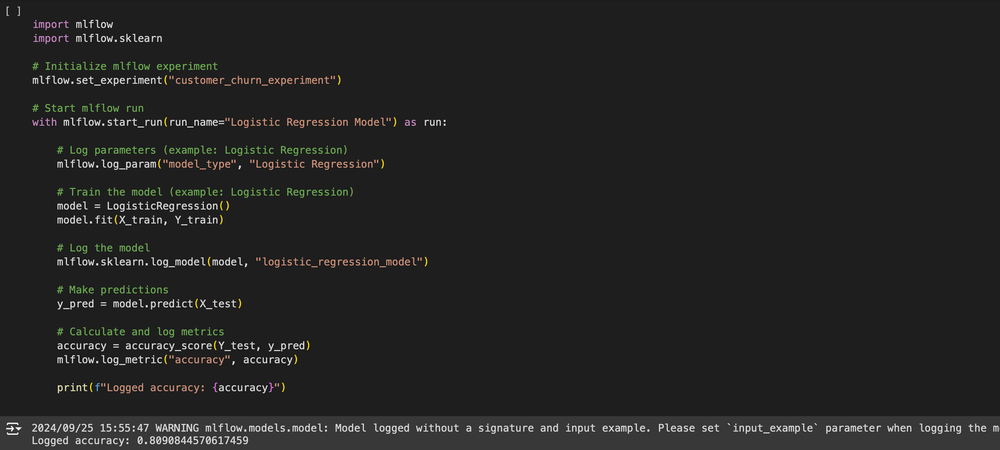 [ ]
import mlflow
import mlflow.sklearn
# Initialize mlflow experiment
mlflow.set_experiment("customer_churn_experiment")
# Start mlflow run
with mlflow.start_run(run_name="Logistic Regression Model") as run:
# Log parameters (example: Logistic Regression)
mlflow.log_param("model_type", "Logistic Regression")
# Train the model (example: Logistic Regression)
model = LogisticRegression()
model.fit(X_train, Y_train)
# Log the model
mlflow.sklearn.log_model(model, "logistic_regression_model")
# Make predictions
y_pred = model.predict(X_test)
# Calculate and log metrics
accuracy = accuracy_score(Y_test, y_pred)
mlflow.log_metric("accuracy", accuracy)
print(f"Logged accuracy: {accuracy}")
2024/09/25 15:55:47 WARNING mlflow.models.model: Model logged without a signature and input example. Please set `input_example` parameter when logging the
Logged accuracy: 0.8090844570617459